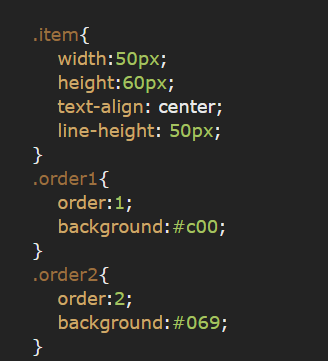 .item{
width:50px;
height:60px;
text-align: center;
line-height: 50px;
}
.order1{
order:1;
background:#c00;
}
.order2{
order:2;
background:#069;
}